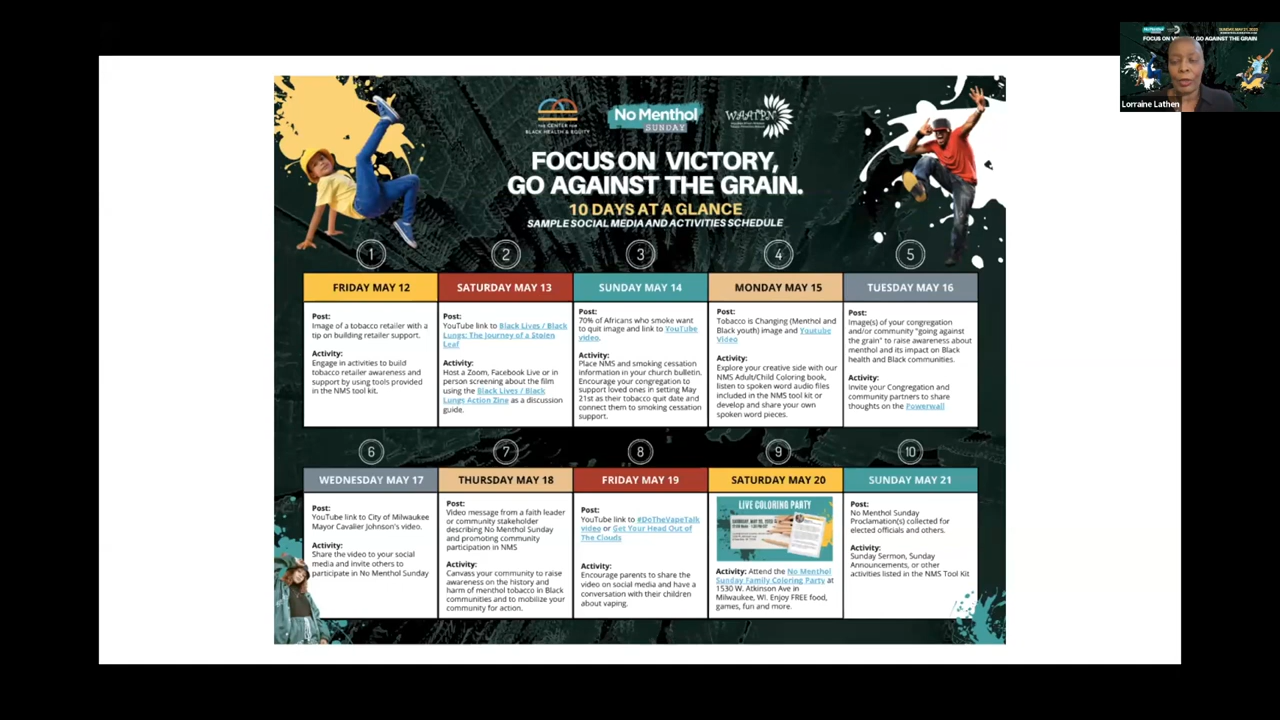 THE CENTER FOR
BLACK HEALTH & EQUITY
No Menthol
SUNDAY
WAATPN
FOCUS ON VICTORY,
GO AGAINST THE GRAIN.
10 DAYS AT A GLANCE
SAMPLE SOCIAL MEDIA AND ACTIVITIES SCHEDULE
1
FRIDAY MAY 12
Post:
Image of a tobacco retailer with a
tip on building retailer support.
Activity:
Engage in activities to build
tobacco retailer awareness and
support by using tools provided
in the NMS tool kit.
2
SATURDAY MAY 13
Post:
YouTube link to Black Lives / Black
Lungs: The Journey of a Stolen
Leaf
Activity:
Host a Zoom, Facebook Live or in
person screening about the film
using the Black Lives / Black
Lungs Action Zine as a discussion
guide.
3
SUNDAY MAY 14
Post:
70% of Africans who smoke want
to quit image and link to YouTube
video.
Activity:
Place NMS and smoking cessation
information in your church bulletin.
Encourage your congregation to
support loved ones in setting May
21st as their tobacco quit date and
connect them to smoking cessation
support.
4
MONDAY MAY 15
Post:
Tobacco is Changing (Menthol and
Black youth) image and Youtube
Video
Activity:
Explore your creative side with our
NMS Adult/Child Coloring book,
listen to spoken word audio files
included in the NMS tool kit or
develop and share your own
spoken word pieces.
5
TUESDAY MAY 16
Post:
Image(s) of your congregation
and/or community "going against
the grain" to raise awareness about
menthol and its impact on Black
health and Black communities.
Activity:
Invite your Congregation and
community partners to share
thoughts on the Powerwall
6
WEDNESDAY MAY 17
Post:
YouTube link to City of Milwaukee
Mayor Cavalier Johnson's video.
Activity:
Share the video to your social
media and invite others to
participate in No Menthol Sunday
7
THURSDAY MAY 18
Post:
Video message from a faith leader
or community stakeholder
describing No Menthol Sunday
and promoting community
participation in NMS
Activity:
Canvass your community to raise
awareness on the history and
harm of menthol tobacco in Black
communities and to mobilize your
community for action.
8
FRIDAY MAY 19
Post:
YouTube link to #DoTheVapeTalk
video or Get Your Head Out of
The Clouds
Activity:
Encourage parents to share the
video on social media and have a
conversation with their children
about vaping.
9
SATURDAY MAY 20
LIVE COLORING PARTY
Activity: Attend the No Menthol
Sunday Family Coloring Party at
1530 W. Atkinson Ave in
Milwaukee, WI. Enjoy FREE food,
games, fun and more.
10
SUNDAY MAY 21
Post:
No Menthol Sunday
Proclamation(s) collected for
elected officials and others.
Activity:
Sunday Sermon, Sunday
Announcements, or other
activities listed in the NMS Tool Kit
Lorraine Lathen